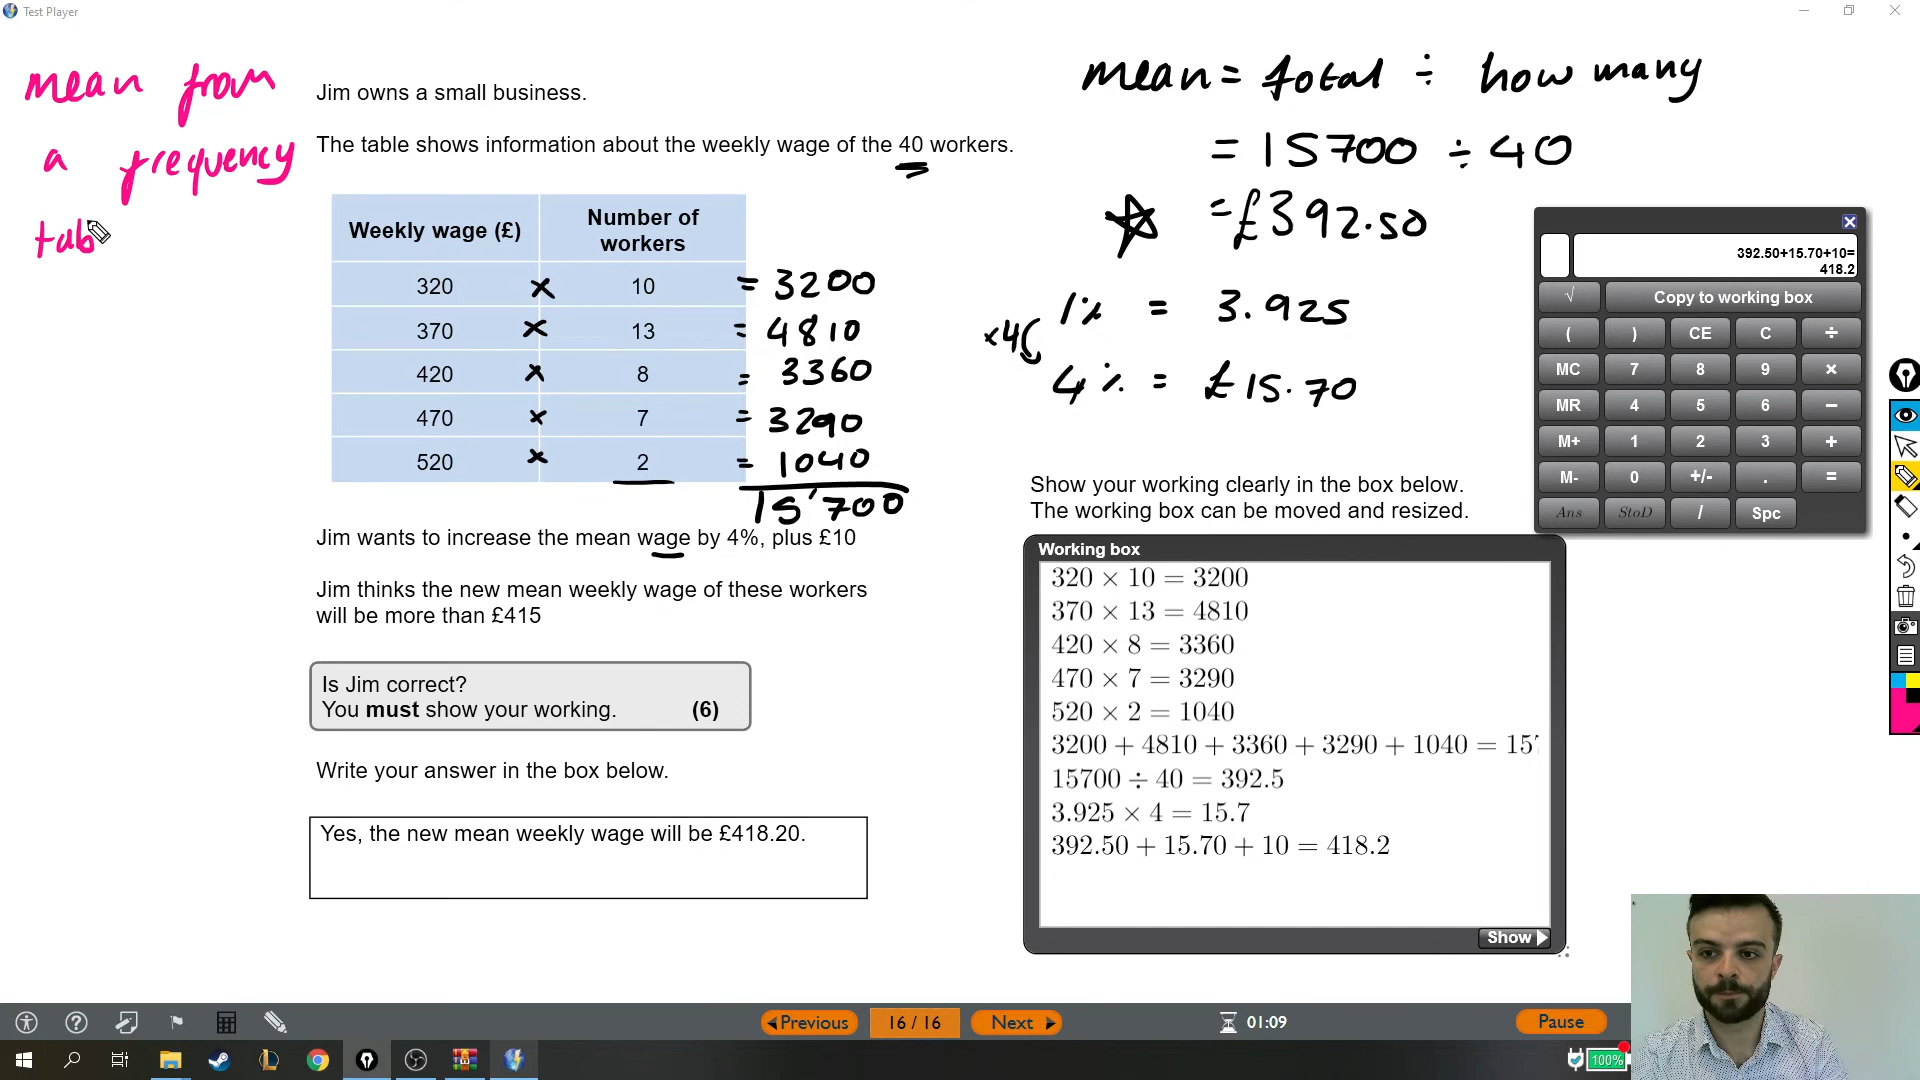 Test Player
mean from
a frequency
tab
Jim owns a small business.
The table shows information about the weekly wage of the 40 workers.
Weekly wage (£) Number of workers
320 × 10 = 3200
370 × 13 = 4810
420 × 8 = 3360
470 × 7 = 3290
520 × 2 = 1040
15'700
Jim wants to increase the mean wage by 4%, plus £10
Jim thinks the new mean weekly wage of these workers
will be more than £415
Is Jim correct?
You must show your working. (6)
Write your answer in the box below.
Yes, the new mean weekly wage will be £418.20.
mean = total ÷ how many
= 15700 ÷ 40
= £392.50
1% = 3.925
×4
4% = £15.70
Show your working clearly in the box below.
The working box can be moved and resized.
Working box
320 × 10 = 3200
370 × 13 = 4810
420 × 8 = 3360
470 × 7 = 3290
520 × 2 = 1040
3200 + 4810 + 3360 + 3290 + 1040 = 157
15700 ÷ 40 = 392.5
3.925 × 4 = 15.7
392.50 + 15.70 + 10 = 418.2
Show
392.50+15.70+10=
418.2
√ Copy to working box
( ) CE C ÷
MC 7 8 9 ×
MR 4 5 6 −
M+ 1 2 3 +
M- 0 +/- . =
Ans StoD / Spc
Previous 16 / 16 Next 01:09 Pause
100%